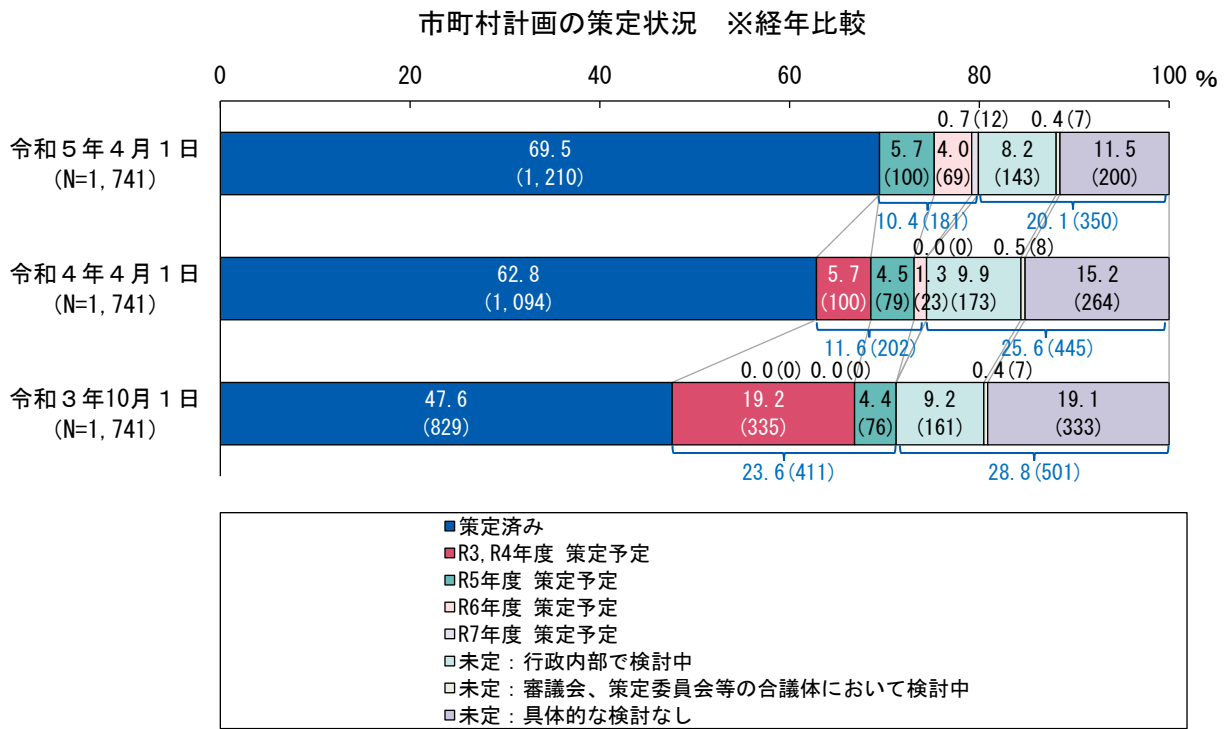 市町村計画の策定状況　※経年比較
0 20 40 60 80 100 %
0.7(12) 0.4(7)
令和５年４月１日
(N=1,741)
69.5 5.7 4.0 8.2 11.5
(1,210) (100) (69) (143) (200)
10.4(181) 20.1(350)
0.0(0) 0.5(8)
令和４年４月１日
(N=1,741)
62.8 5.7 4.5 1.3 9.9 15.2
(1,094) (100) (79) (23) (173) (264)
11.6(202) 25.6(445)
0.0(0) 0.0(0) 0.4(7)
令和３年10月１日
(N=1,741)
47.6 19.2 4.4 9.2 19.1
(829) (335) (76) (161) (333)
23.6(411) 28.8(501)
策定済み
R3,R4年度 策定予定
R5年度 策定予定
R6年度 策定予定
R7年度 策定予定
未定：行政内部で検討中
未定：審議会、策定委員会等の合議体において検討中
未定：具体的な検討なし